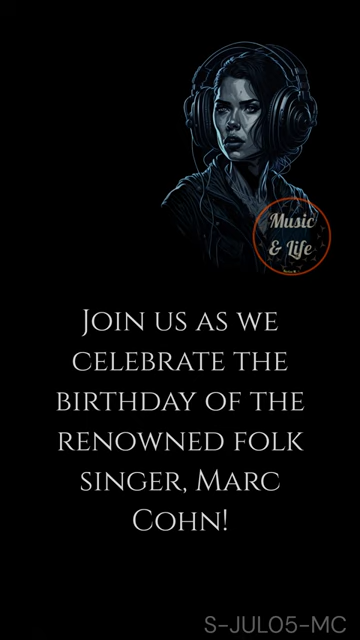 Music
& Life
Join us as we
celebrate the
birthday of the
renowned folk
singer, Marc
Cohn!
S-JUL05-MC